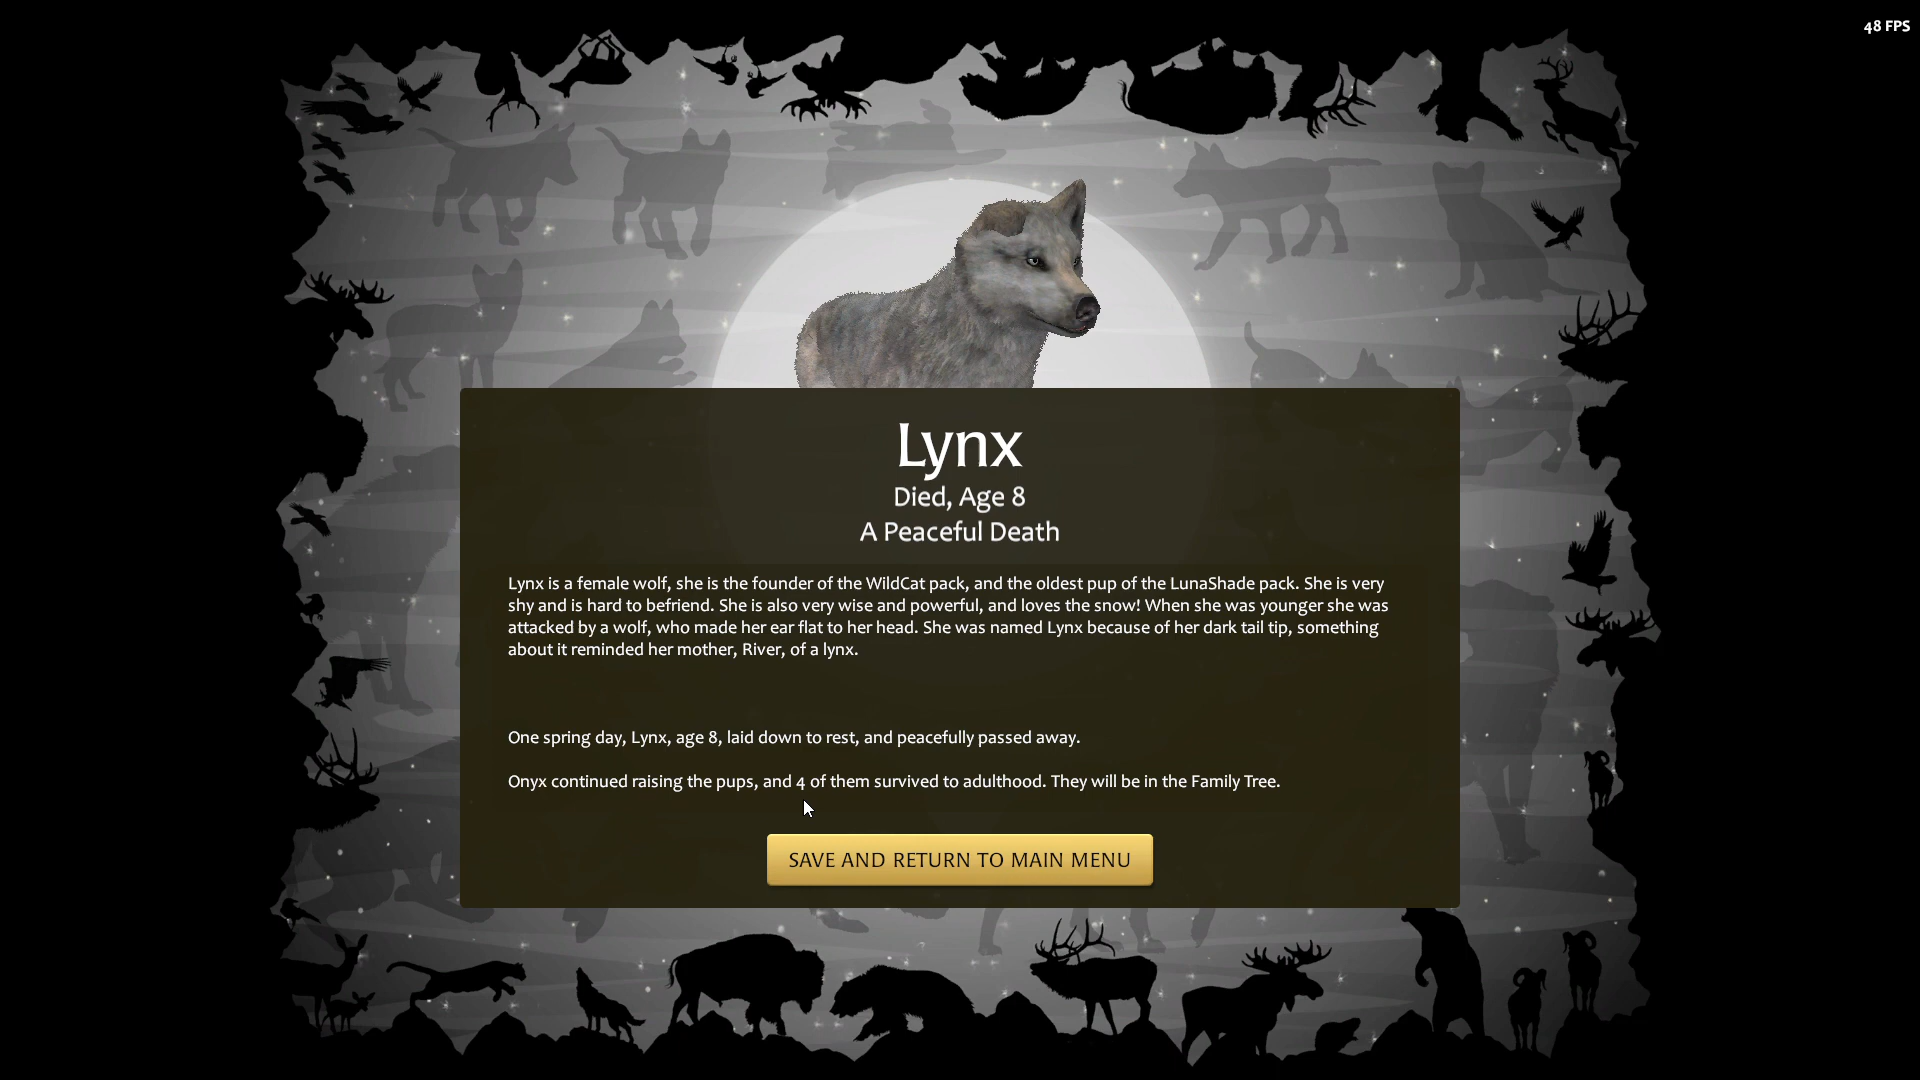 48 FPS
Lynx
Died, Age 8
A Peaceful Death
Lynx is a female wolf, she is the founder of the WildCat pack, and the oldest pup of the LunaShade pack. She is very
shy and is hard to befriend. She is also very wise and powerful, and loves the snow! When she was younger she was
attacked by a wolf, who made her ear flat to her head. She was named Lynx because of her dark tail tip, something
about it reminded her mother, River, of a lynx.
One spring day, Lynx, age 8, laid down to rest, and peacefully passed away.
Onyx continued raising the pups, and 4 of them survived to adulthood. They will be in the Family Tree.
SAVE AND RETURN TO MAIN MENU